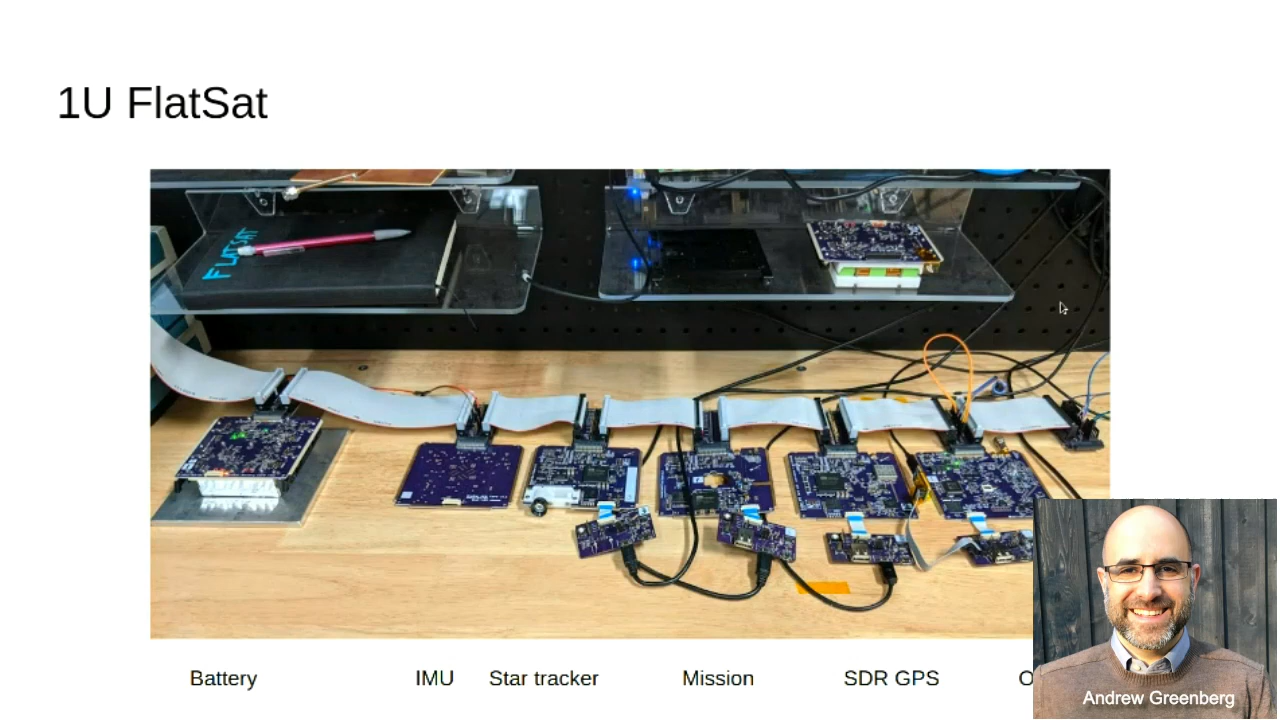 1U FlatSat
FLATSAT
Battery IMU Star tracker Mission SDR GPS O
Andrew Greenberg